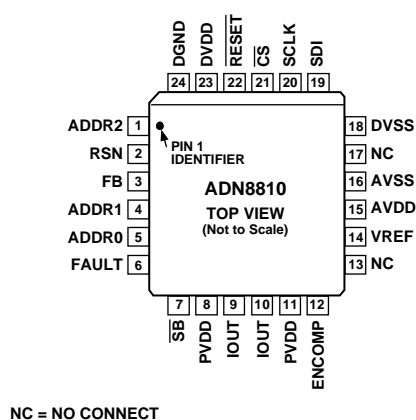 DGND
DVDD
RESET
CS
SCLK
SDI
24
23
22
21
20
19
ADDR2 1
RSN 2
FB 3
ADDR1 4
ADDR0 5
FAULT 6
PIN 1
IDENTIFIER
ADN8810
TOP VIEW
(Not to Scale)
18 DVSS
17 NC
16 AVSS
15 AVDD
14 VREF
13 NC
7
8
9
10
11
12
SB
PVDD
IOUT
IOUT
PVDD
ENCOMP
NC = NO CONNECT